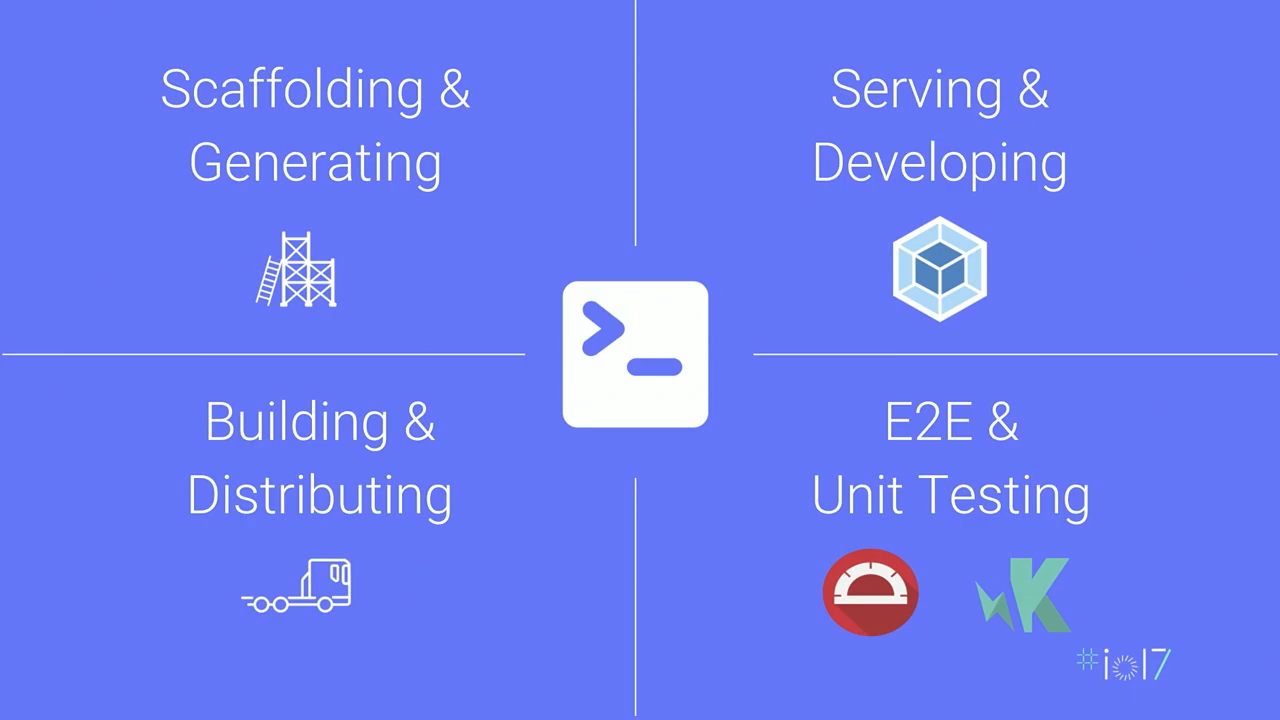 Scaffolding &
Generating
Serving &
Developing
>_
Building &
Distributing
E2E &
Unit Testing
K
#io17